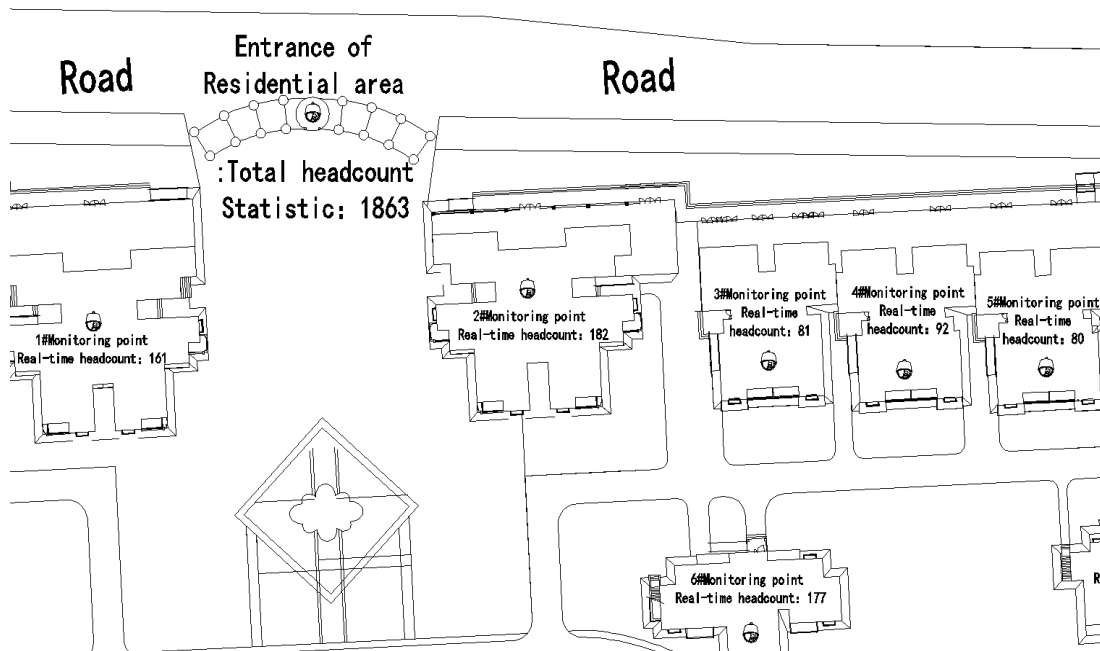 Road
Entrance of
Residential area
Road
:Total headcount
Statistic: 1863
1#Monitoring point
Real-time headcount: 161
2#Monitoring point
Real-time headcount: 182
3#Monitoring point
Real-time
headcount: 81
4#Monitoring point
Real-time
headcount: 92
5#Monitoring point
Real-time
headcount: 80
6#Monitoring point
Real-time headcount: 177
R